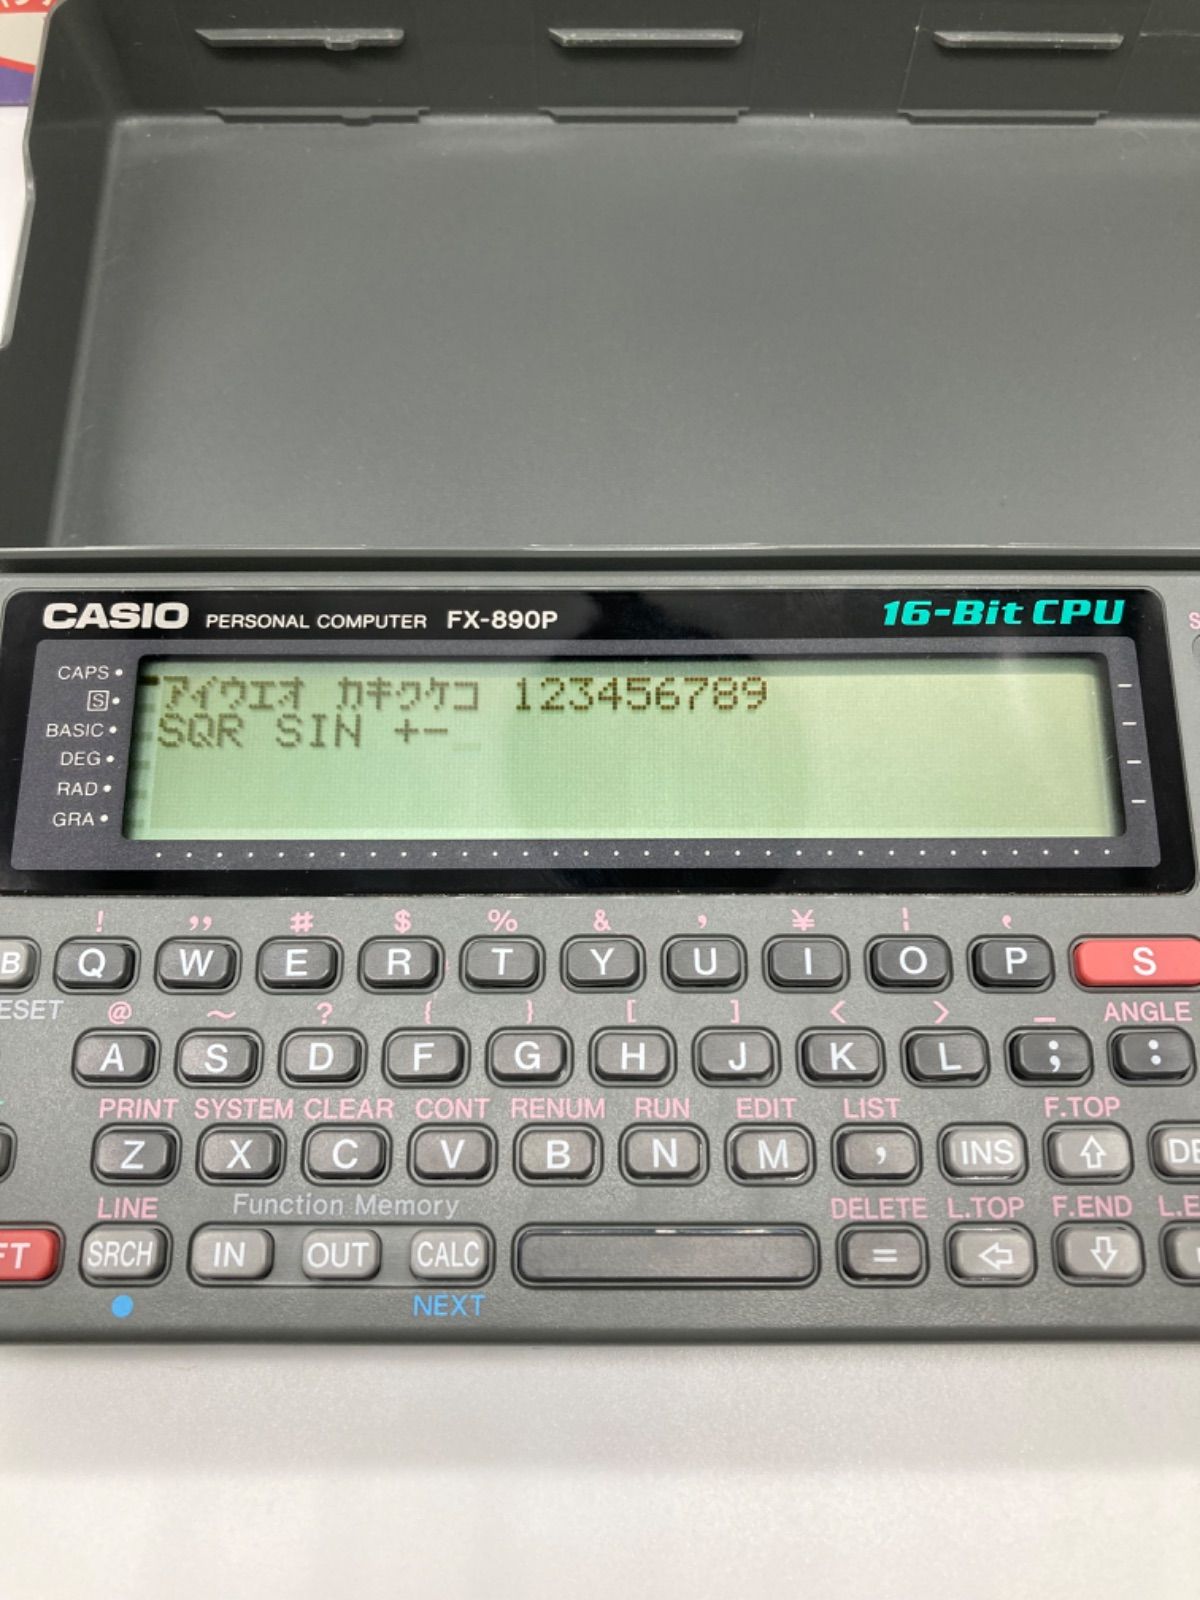 CASIO PERSONAL COMPUTER FX-890P 16-Bit CPU
CAPS
S
BASIC
DEG
RAD
GRA
アイウエオ カキクケコ 123456789
SQR SIN +-
! ” # $ % & ’ ¥ ¦ ‘
Q W E R T Y U I O P S
@ ~ ? { } [ ] < > _ ANGLE
A S D F G H J K L ; :
PRINT SYSTEM CLEAR CONT RENUM RUN EDIT LIST F.TOP
Z X C V B N M , INS ⇧
LINE Function Memory DELETE L.TOP F.END
SRCH IN OUT CALC = ⇦ ⇩
NEXT